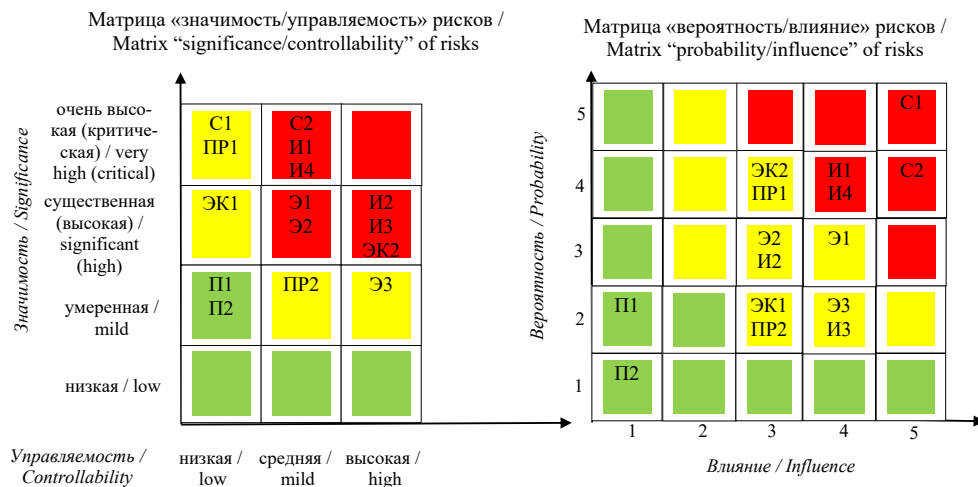 Матрица «значимость/управляемость» рисков /
Matrix “significance/controllability” of risks
Значимость / Significance
очень высо-
кая (критиче-
ская) / very
high (critical)
С1
ПР1
С2
И1
И4
существенная
(высокая) /
significant
(high)
ЭК1
Э1
Э2
И2
И3
ЭК2
умеренная /
mild
П1
П2
ПР2
Э3
низкая / low
Управляемость /
Controllability
низкая /
low
средняя /
mild
высокая /
high
Матрица «вероятность/влияние» рисков /
Matrix “probability/influence” of risks
Вероятность / Probability
5
С1
4
ЭК2
ПР1
И1
И4
С2
3
Э2
И2
Э1
2
П1
ЭК1
ПР2
Э3
И3
1
П2
1 2 3 4 5
Влияние / Influence